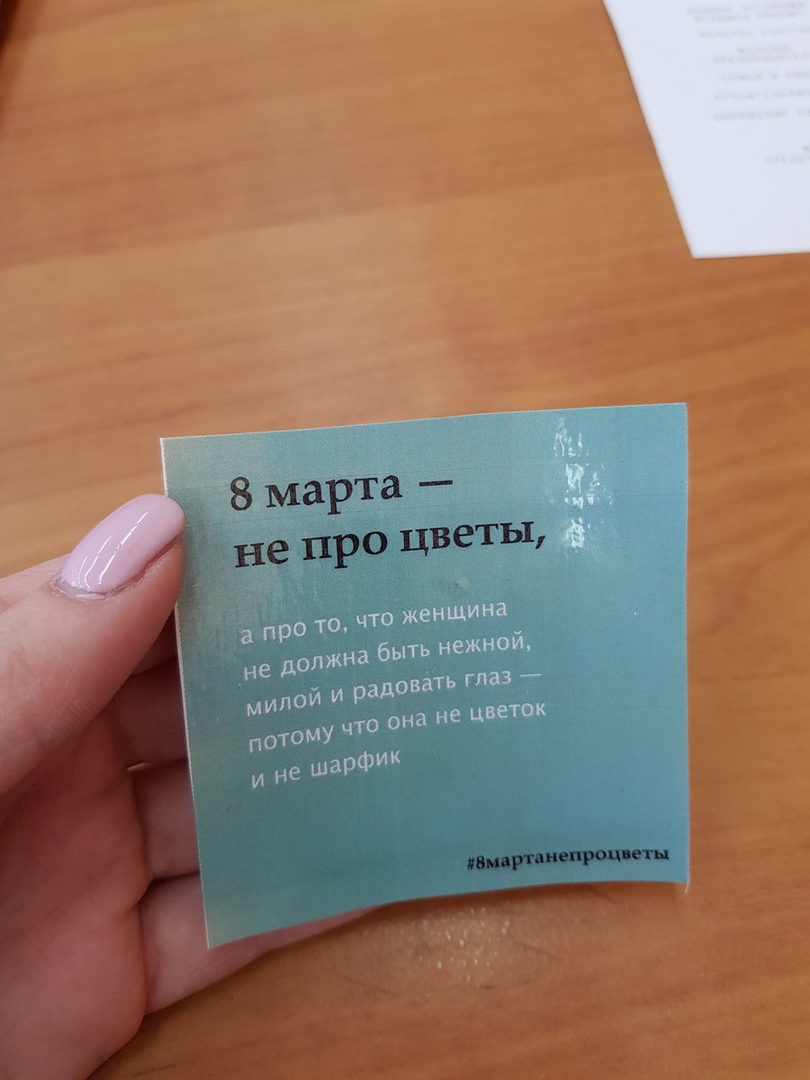 8 марта —
не про цветы,
а про то, что женщина
не должна быть нежной,
милой и радовать глаз —
потому что она не цветок
и не шарфик
#8мартанепроцветы